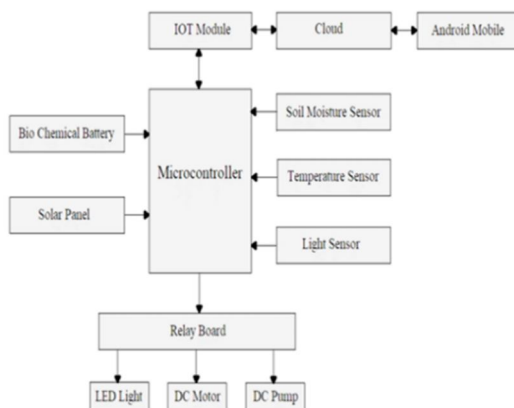 IOT Module
Cloud
Android Mobile
Bio Chemical Battery
Solar Panel
Microcontroller
Soil Moisture Sensor
Temperature Sensor
Light Sensor
Relay Board
LED Light
DC Motor
DC Pump